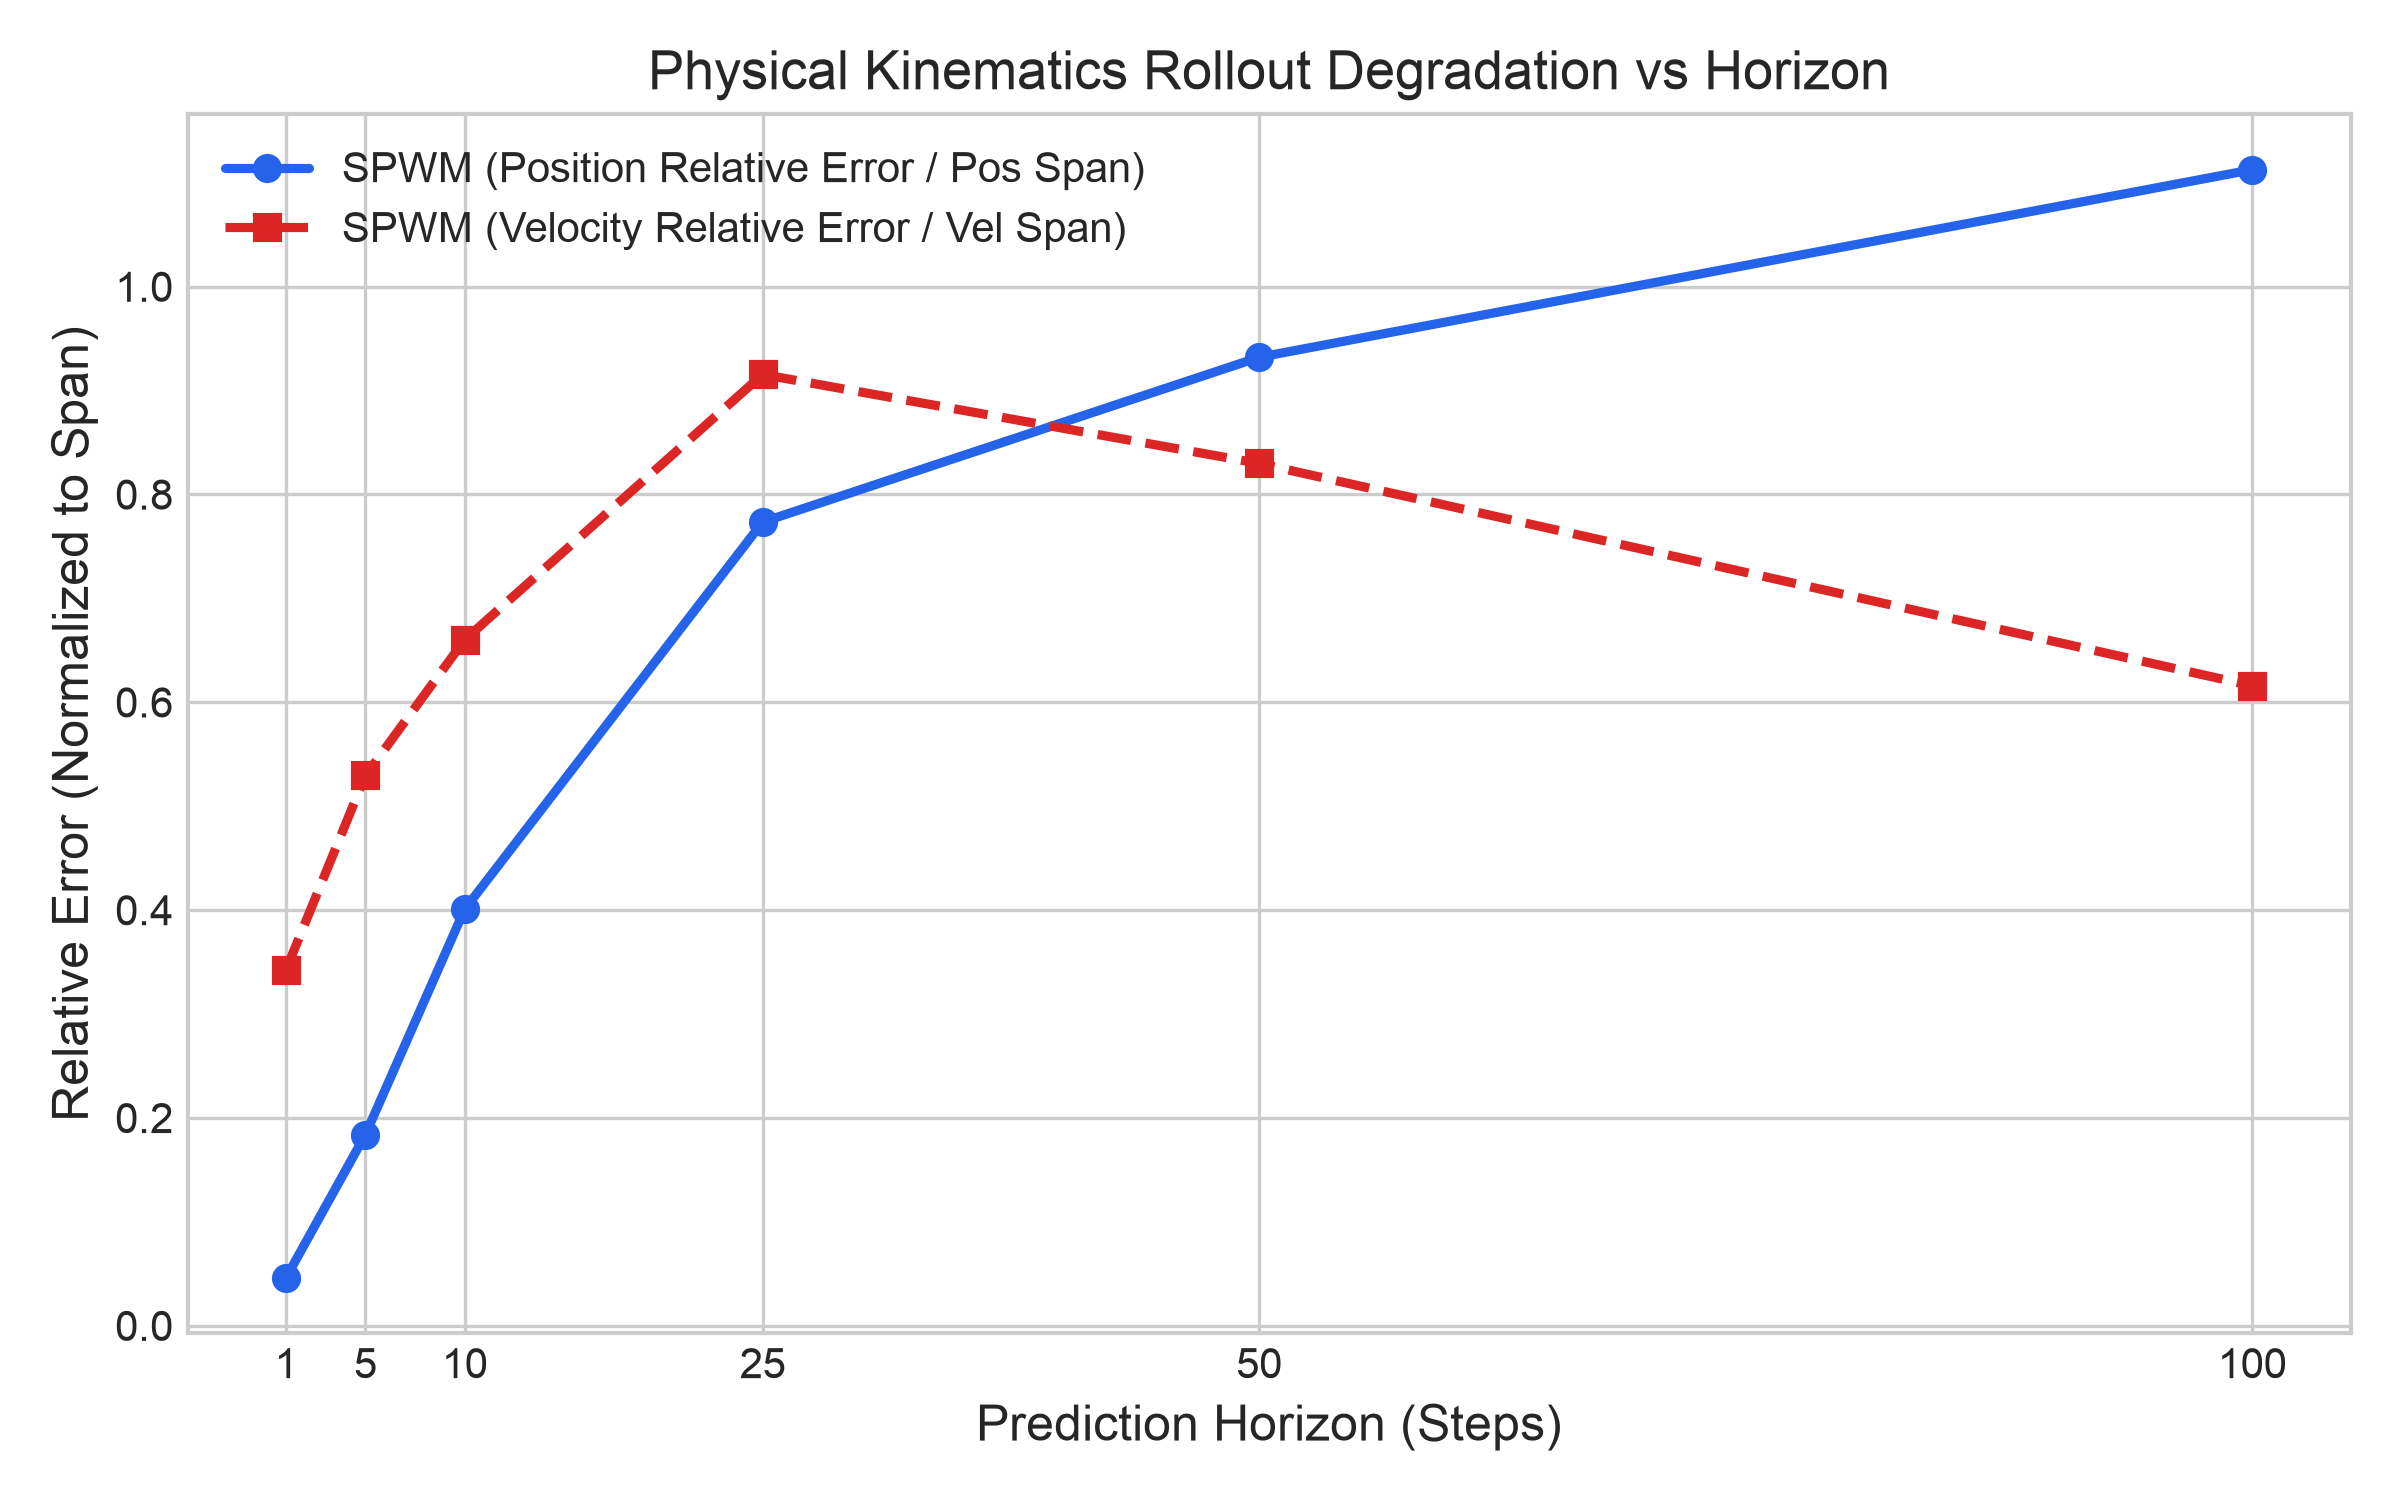 Physical Kinematics Rollout Degradation vs Horizon
SPWM (Position Relative Error / Pos Span)
SPWM (Velocity Relative Error / Vel Span)
Relative Error (Normalized to Span)
1.0
0.8
0.6
0.4
0.2
0.0
1 5 10 25 50 100
Prediction Horizon (Steps)